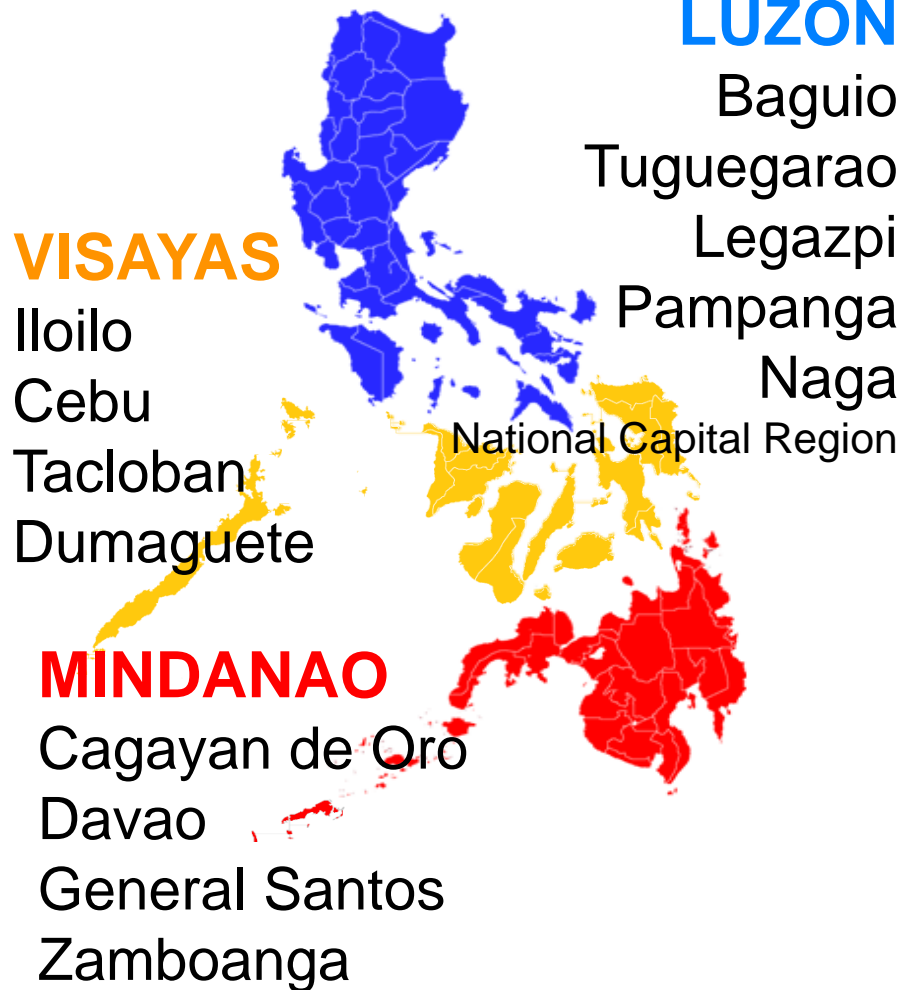 LUZON
Baguio
Tuguegarao
Legazpi
Pampanga
Naga
National Capital Region
VISAYAS
Iloilo
Cebu
Tacloban
Dumaguete
MINDANAO
Cagayan de Oro
Davao
General Santos
Zamboanga